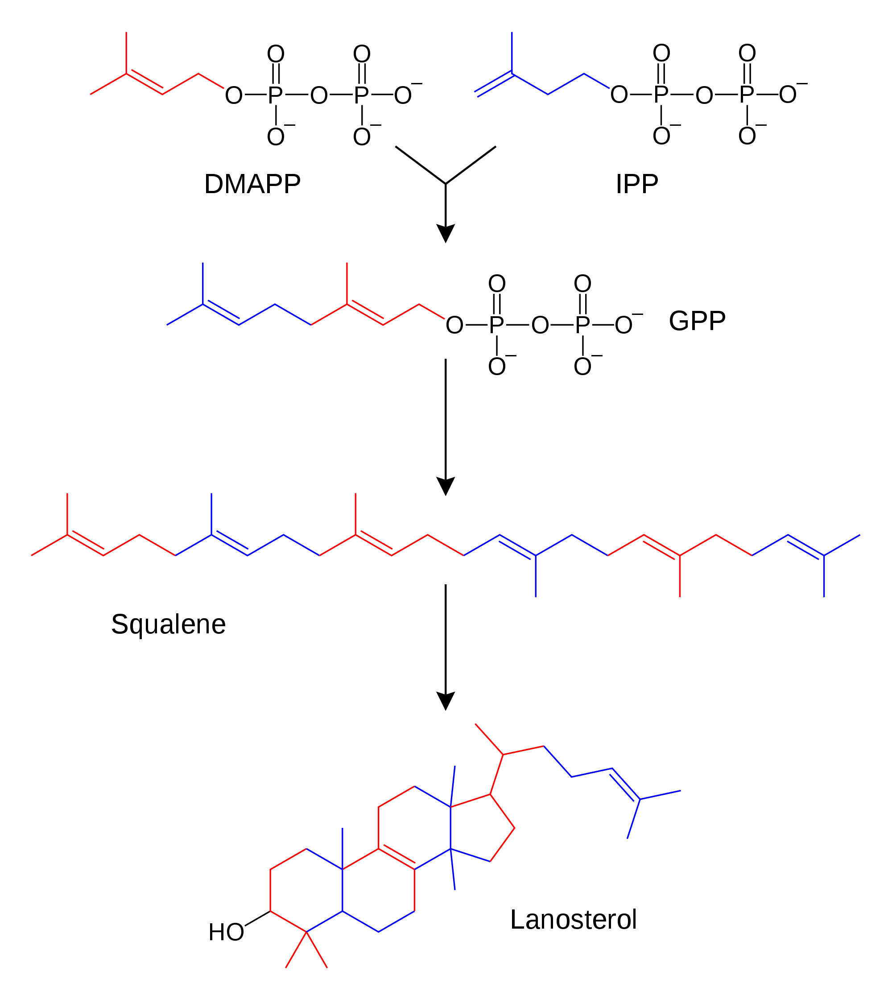 O O O O
O P O P O– O P O P O–
O– O– O– O–
DMAPP IPP
O O
O P O P O– GPP
O– O–
Squalene
Lanosterol
HO